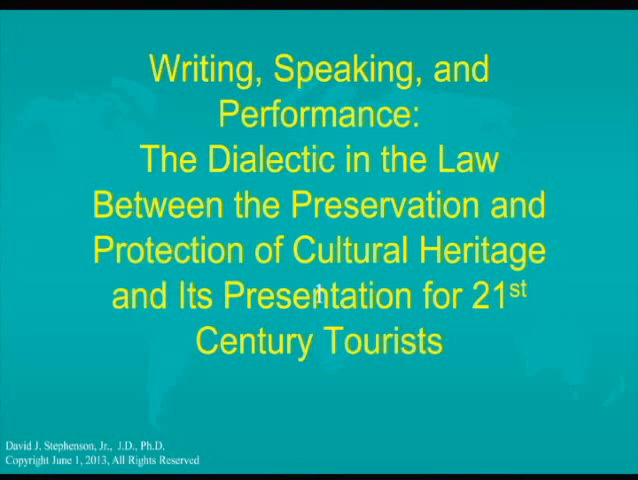 Writing, Speaking, and
Performance:
The Dialectic in the Law
Between the Preservation and
Protection of Cultural Heritage
and Its Presentation for 21st
Century Tourists
1
David J. Stephenson, Jr., J.D., Ph.D.
Copyright June 1, 2013, All Rights Reserved